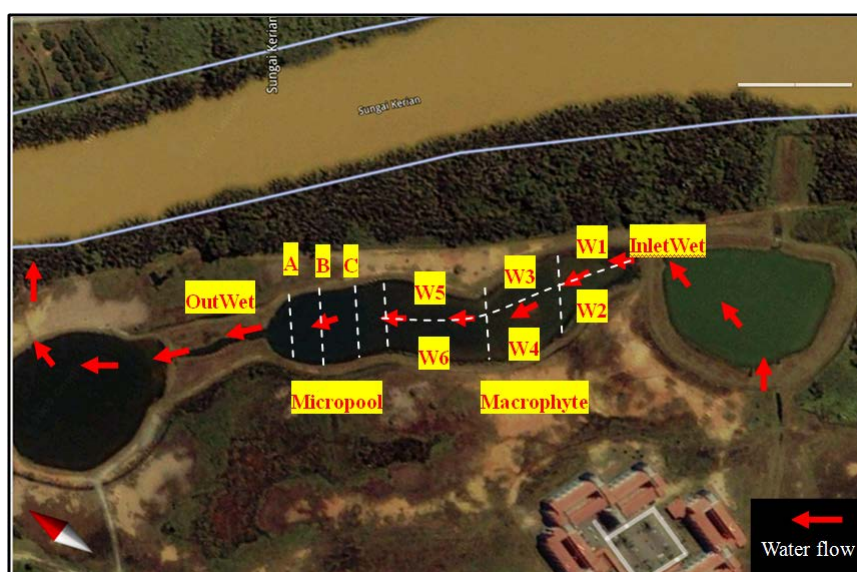 Sungai Kerian
Sungai Kerian
W1
InletWet
A
B
C
W3
W5
OutWet
W2
W4
W6
Micropool
Macrophyte
Water flow